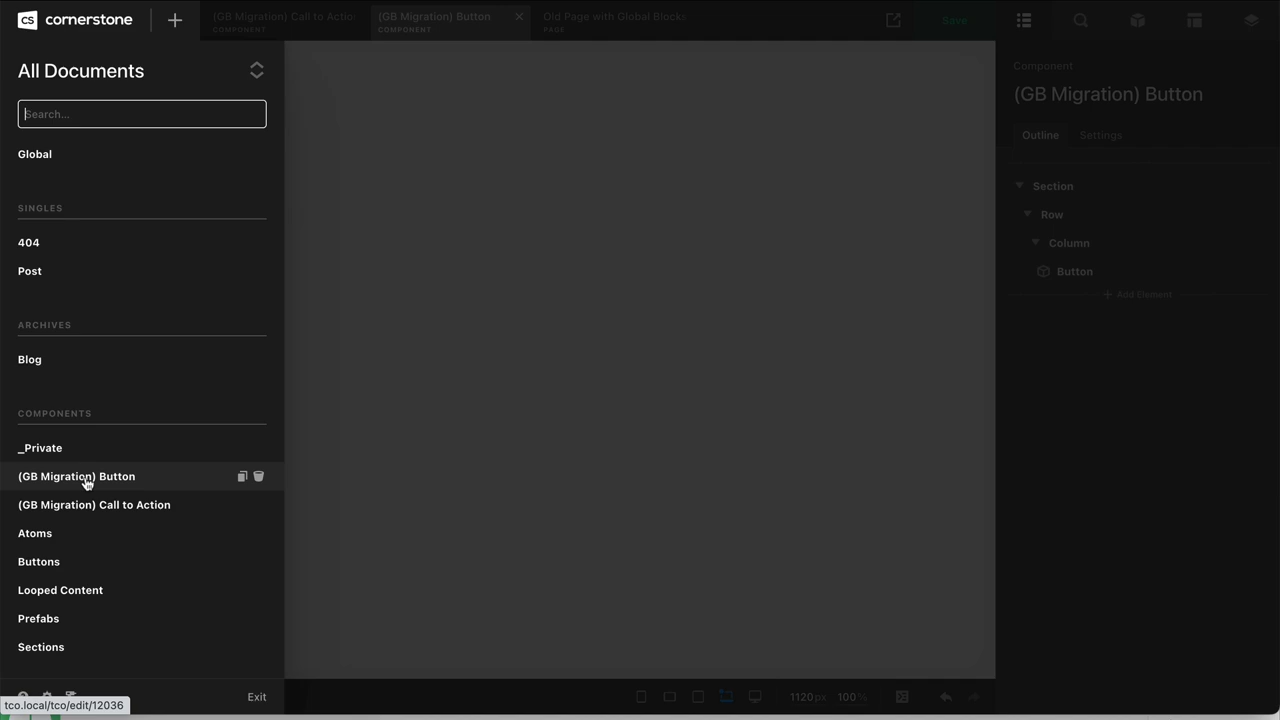 cs cornerstone
(GB Migration) Call to Actio
COMPONENT
(GB Migration) Button
COMPONENT
Old Page with Global Blocks
PAGE
Save
All Documents
Search...
Global
SINGLES
404
Post
ARCHIVES
Blog
COMPONENTS
_Private
(GB Migration) Button
(GB Migration) Call to Action
Atoms
Buttons
Looped Content
Prefabs
Sections
Exit
tco.local/tco/edit/12036
1120px
100%
Component
(GB Migration) Button
Outline
Settings
Section
Row
Column
Button
Add Element